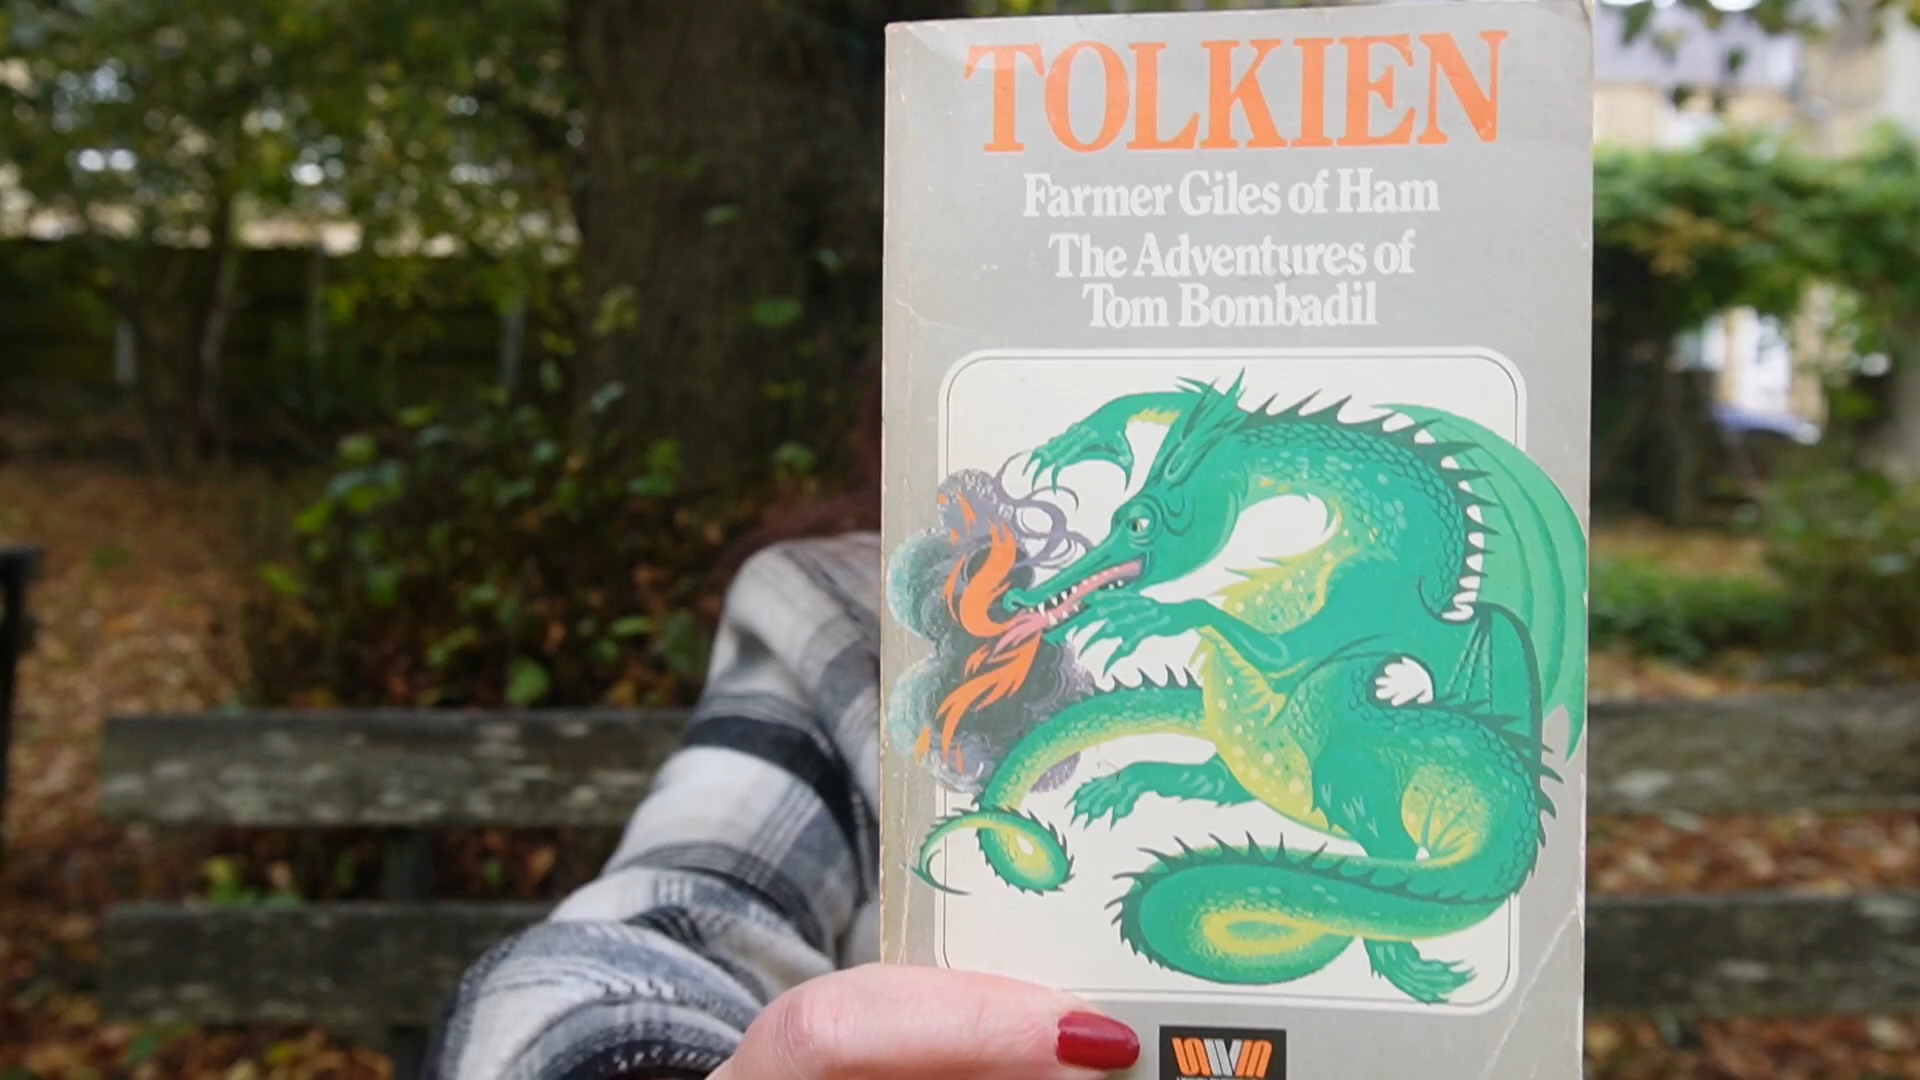 TOLKIEN
Farmer Giles of Ham
The Adventures of
Tom Bombadil